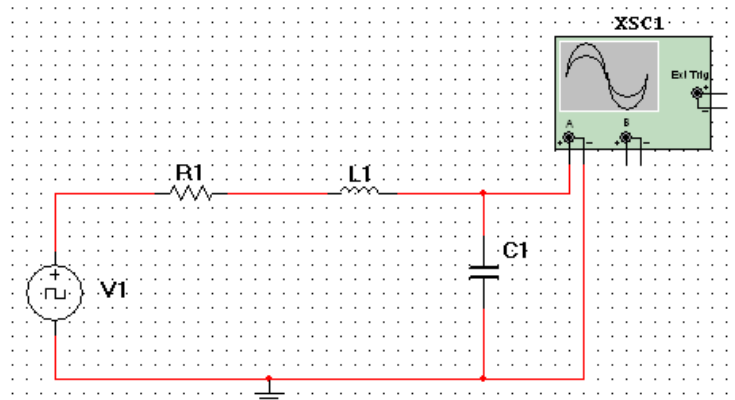 XSC1
Ext Trig
+
-
A
B
+ -
+ -
R1
L1
C1
+
V1